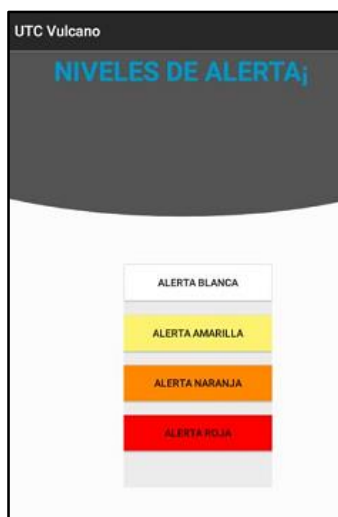 UTC Vulcano
NIVELES DE ALERTA¡
ALERTA BLANCA
ALERTA AMARILLA
ALERTA NARANJA
ALERTA ROJA